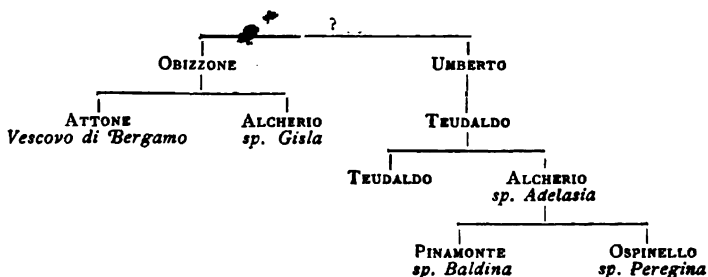 ?
OBIZZONE UMBERTO
ATTONE ALCHERIO TEUDALDO
Vescovo di Bergamo sp. Gisla
TEUDALDO ALCHERIO
sp. Adelasia
PINAMONTE OSPINELLO
sp. Baldina sp. Peregina